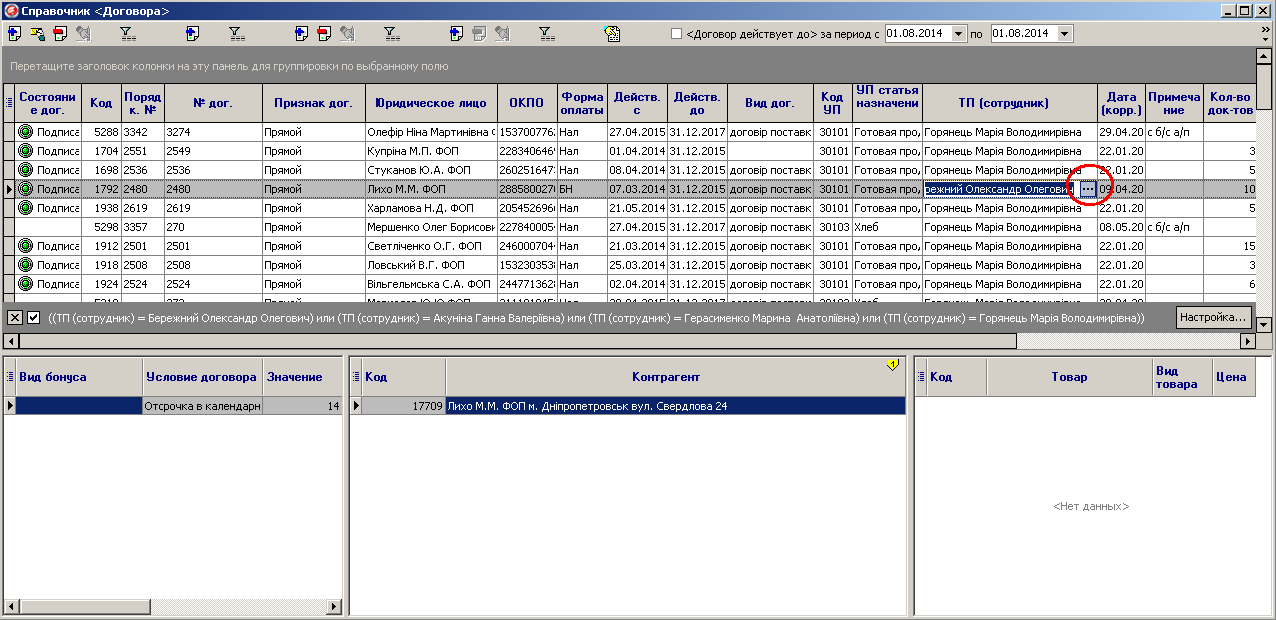 Справочник <Договора>
<Договор действует до> за период с 01.08.2014 по 01.08.2014
Перетащите заголовок колонки на эту панель для группировки по выбранному полю
Состояни е дог. Код Поряд к. № № дог. Признак дог. Юридическое лицо ОКПО Форма оплаты Действ. с Действ. до Вид дог. Код УП УП статья назначени ТП (сотрудник) Дата (корр.) Примеча ние Кол-во док-тов
Подписа 5288 3342 3274 Прямой Олефір Ніна Мартинівна 153700776 Нал 27.04.2015 31.12.2017 договір поставк 30101 Готовая про, Горянець Марія Володимирівна 29.04.20 с б/с а/п
Подписа 1704 2551 2549 Прямой Купріна М.П. ФОП 228340646 Нал 01.04.2014 31.12.2015 30101 Готовая про, Горянець Марія Володимирівна 22.01.20 3
Подписа 1698 2536 2536 Прямой Стуканов Ю.А. ФОП 260251647 Нал 08.04.2014 31.12.2015 договір поставк 30101 Готовая про, Горянець Марія Володимирівна 22.01.20 5
Подписа 1792 2480 2480 Прямой Лихо М.М. ФОП 288580027 БН 07.03.2014 31.12.2015 договір поставк 30101 Готовая про, режний Олександр Олегович ... 09.04.20 10
Подписа 1938 2619 2619 Прямой Харламова Н.Д. ФОП 205452696 Нал 21.05.2014 31.12.2015 договір поставк 30101 Готовая про, Горянець Марія Володимирівна 22.01.20 5
5298 3357 270 Прямой Мершенко Олег Борисови 227840005 Нал 27.04.2015 31.12.2017 договір поставк 30103 Хлеб Горянець Марія Володимирівна 08.05.20 с б/с а/п
Подписа 1912 2501 2501 Прямой Светліченко О.Г. ФОП 246000704 Нал 21.03.2014 31.12.2015 договір поставк 30101 Готовая про, Горянець Марія Володимирівна 22.01.20 15
Подписа 1918 2508 2508 Прямой Ловський В.Г. ФОП 153230353 Нал 25.03.2014 31.12.2015 договір поставк 30101 Готовая про, Горянець Марія Володимирівна 22.01.20 3
Подписа 1924 2524 2524 Прямой Вільгельмська С.А. ФОП 244771362 Нал 02.04.2014 31.12.2015 договір поставк 30101 Готовая про, Горянець Марія Володимирівна 22.01.20 6
((ТП (сотрудник) = Бережний Олександр Олегович) or (ТП (сотрудник) = Акуніна Ганна Валеріївна) or (ТП (сотрудник) = Герасименко Марина Анатоліївна) or (ТП (сотрудник) = Горянець Марія Володимирівна)) Настройка...
Вид бонуса Условие договора Значение
Отсрочка в календарн 14
Код Контрагент 1
17709 Лихо М.М. ФОП м. Дніпропетровськ вул. Свердлова 24
Код Товар Вид товара Цена
<Нет данных>